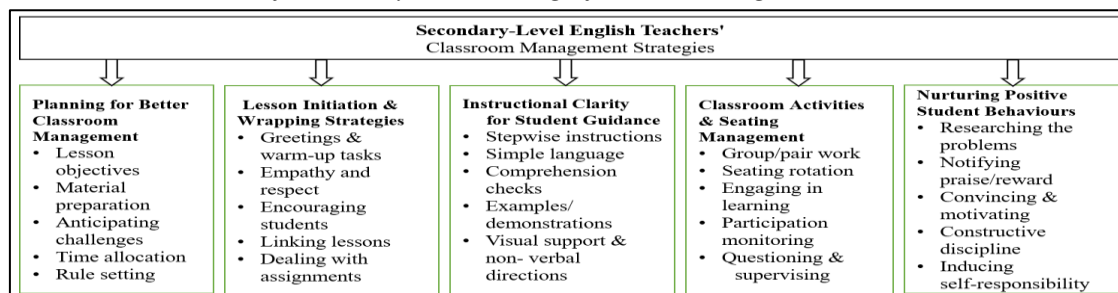 Secondary-Level English Teachers'
Classroom Management Strategies
Planning for Better
Classroom Management
• Lesson
objectives
• Material
preparation
• Anticipating
challenges
• Time allocation
• Rule setting
Lesson Initiation &
Wrapping Strategies
• Greetings &
warm-up tasks
• Empathy and
respect
• Encouraging
students
• Linking lessons
• Dealing with
assignments
Instructional Clarity
for Student Guidance
• Stepwise instructions
• Simple language
• Comprehension
checks
• Examples/
demonstrations
• Visual support &
non- verbal
directions
Classroom Activities
& Seating
Management
• Group/pair work
• Seating rotation
• Engaging in
learning
• Participation
monitoring
• Questioning &
supervising
Nurturing Positive
Student Behaviours
• Researching the
problems
• Notifying
praise/reward
• Convincing &
motivating
• Constructive
discipline
• Inducing
self-responsibility